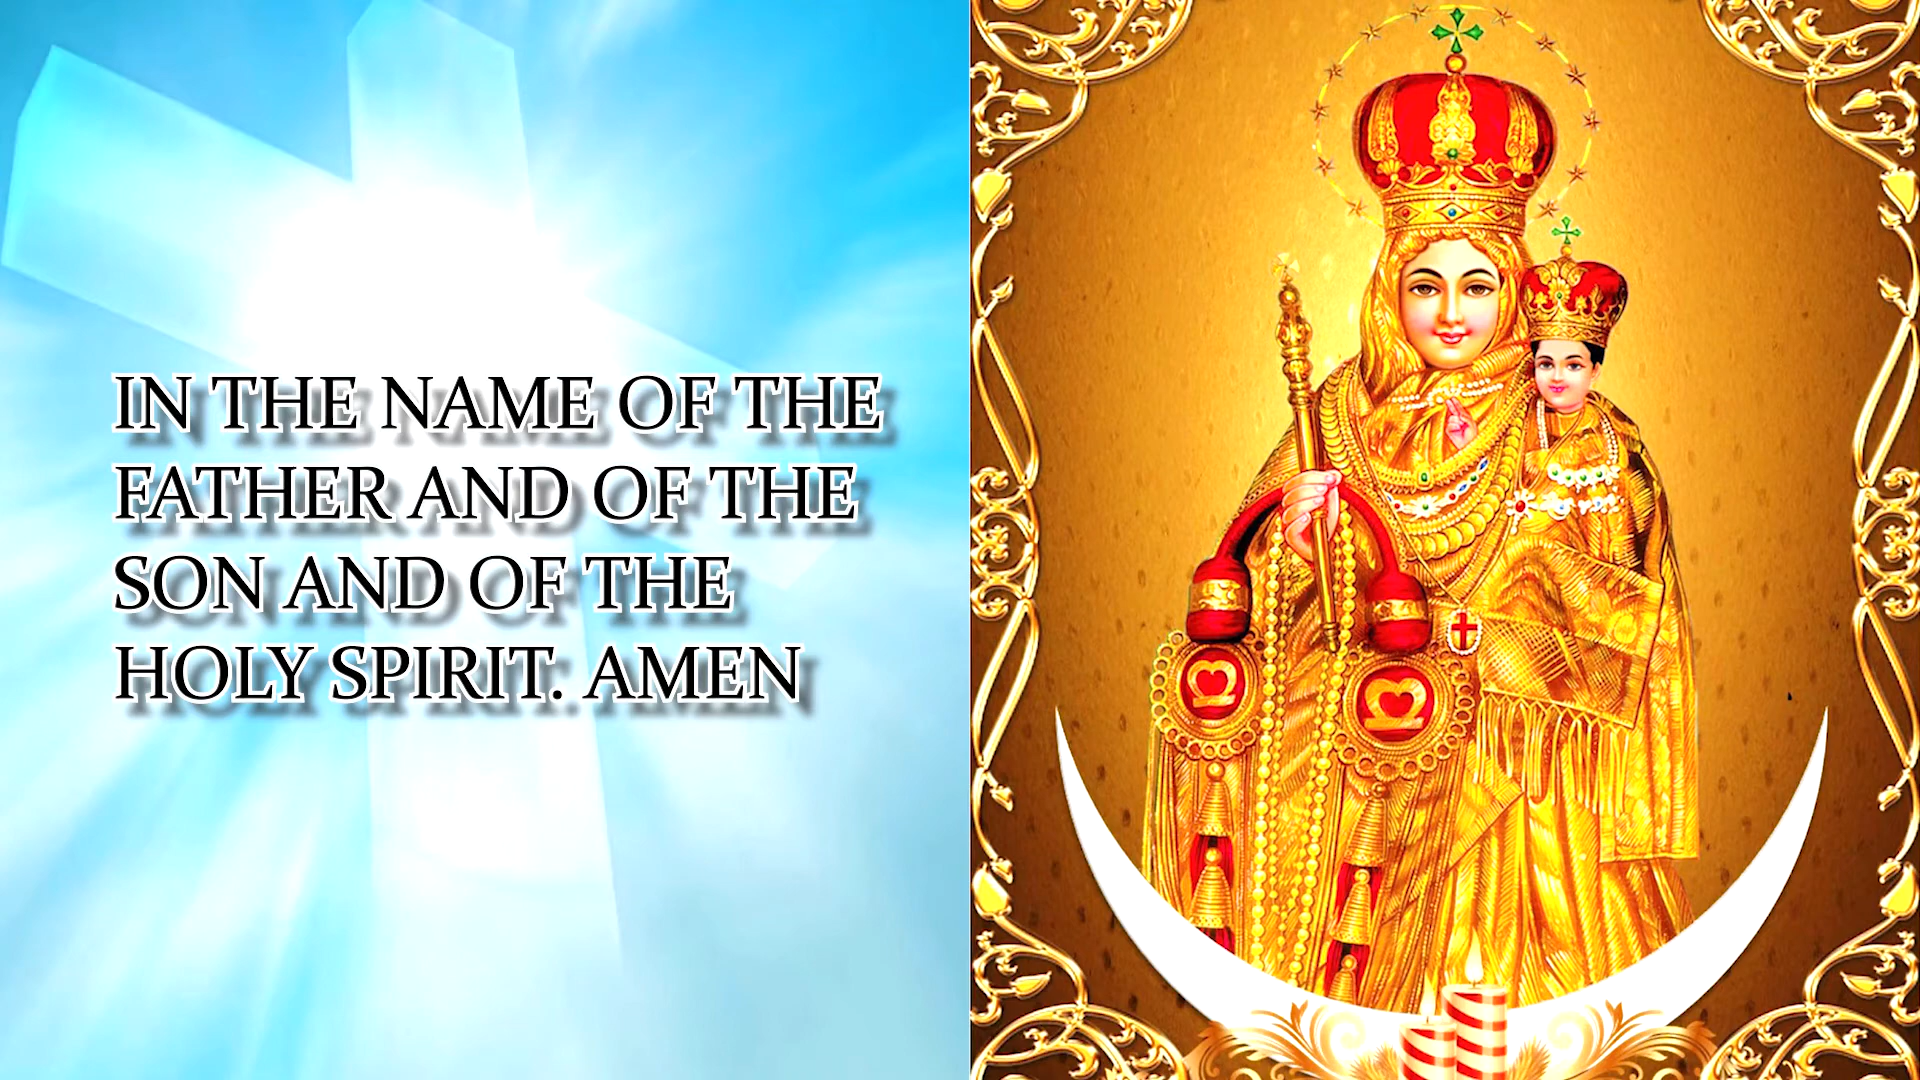 IN THE NAME OF THE
FATHER AND OF THE
SON AND OF THE
HOLY SPIRIT. AMEN